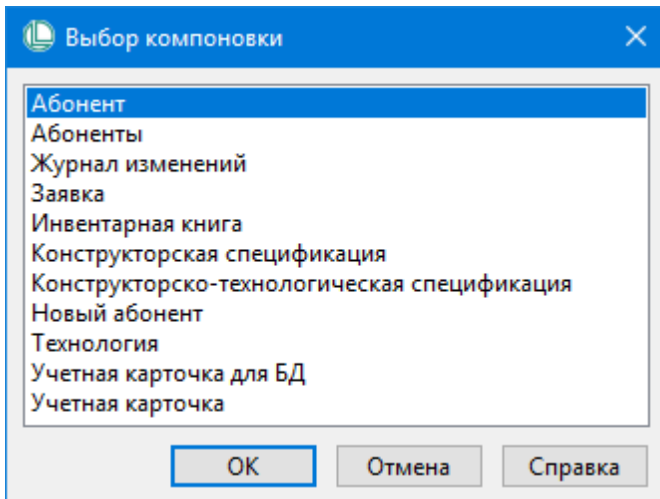 Выбор компоновки
Абонент
Абоненты
Журнал изменений
Заявка
Инвентарная книга
Конструкторская спецификация
Конструкторско-технологическая спецификация
Новый абонент
Технология
Учетная карточка для БД
Учетная карточка
ОК
Отмена
Справка